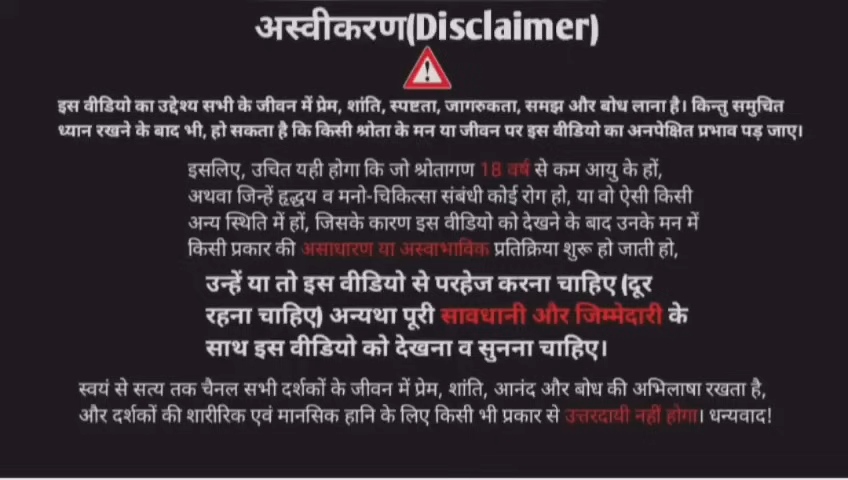 अस्वीकरण(Disclaimer)
इस वीडियो का उद्देश्य सभी के जीवन में प्रेम, शांति, स्पष्टता, जागरुकता, समझ और बोध लाना है। किन्तु समुचित
ध्यान रखने के बाद भी, हो सकता है कि किसी श्रोता के मन या जीवन पर इस वीडियो का अनपेक्षित प्रभाव पड़ जाए।
इसलिए, उचित यही होगा कि जो श्रोतागण 18 वर्ष से कम आयु के हों,
अथवा जिन्हें हृद्धय व मनो-चिकित्सा संबंधी कोई रोग हो, या वो ऐसी किसी
अन्य स्थिति में हों, जिसके कारण इस वीडियो को देखने के बाद उनके मन में
किसी प्रकार की असाधारण या अस्वाभाविक प्रतिक्रिया शुरू हो जाती हो,
उन्हें या तो इस वीडियो से परहेज करना चाहिए (दूर
रहना चाहिए) अन्यथा पूरी सावधानी और जिम्मेदारी के
साथ इस वीडियो को देखना व सुनना चाहिए।
स्वयं से सत्य तक चैनल सभी दर्शकों के जीवन में प्रेम, शांति, आनंद और बोध की अभिलाषा रखता है,
और दर्शकों की शारीरिक एवं मानसिक हानि के लिए किसी भी प्रकार से उत्तरदायी नहीं होगा। धन्यवाद!